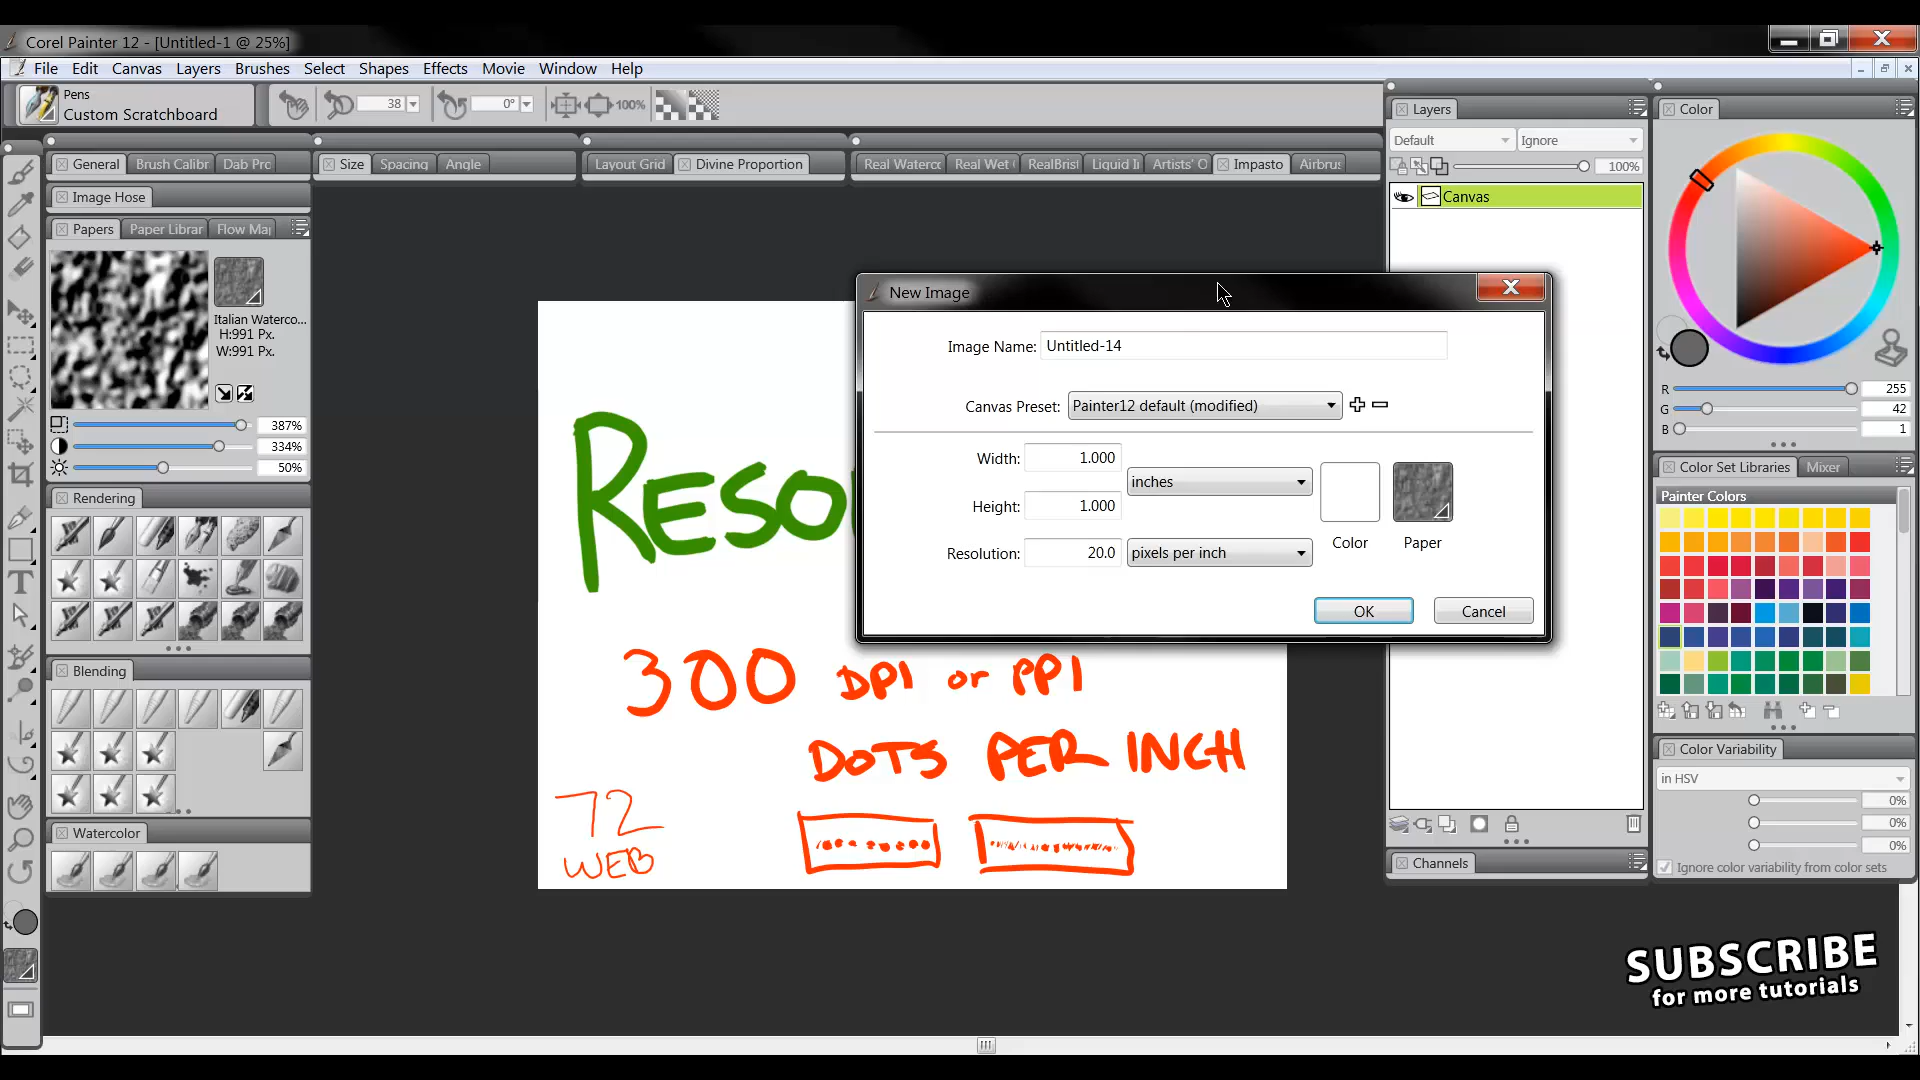 Corel Painter 12 - [Untitled-1 @ 25%]
File Edit Canvas Layers Brushes Select Shapes Effects Movie Window Help
Pens
Custom Scratchboard
38
0°
100%
General Brush Calibr Dab Pro
Size Spacing Angle
Layout Grid Divine Proportion
Real Waterco Real Wet RealBrist Liquid I Artists' O Impasto Airbrus
Image Hose
Papers Paper Librar Flow Ma
Italian Waterco...
H:991 Px.
W:991 Px.
387%
334%
50%
Rendering
Blending
Watercolor
RESO
300 DPI or PPI
DOTS PER INCH
72
WEB
New Image
Image Name: Untitled-14
Canvas Preset: Painter12 default (modified)
Width: 1.000
inches
Height: 1.000
Resolution: 20.0 pixels per inch
Color Paper
OK Cancel
Layers
Default Ignore
100%
Canvas
Channels
Color
R 255
G 42
B 1
Color Set Libraries Mixer
Painter Colors
Color Variability
in HSV
0%
0%
0%
Ignore color variability from color sets
SUBSCRIBE
for more tutorials